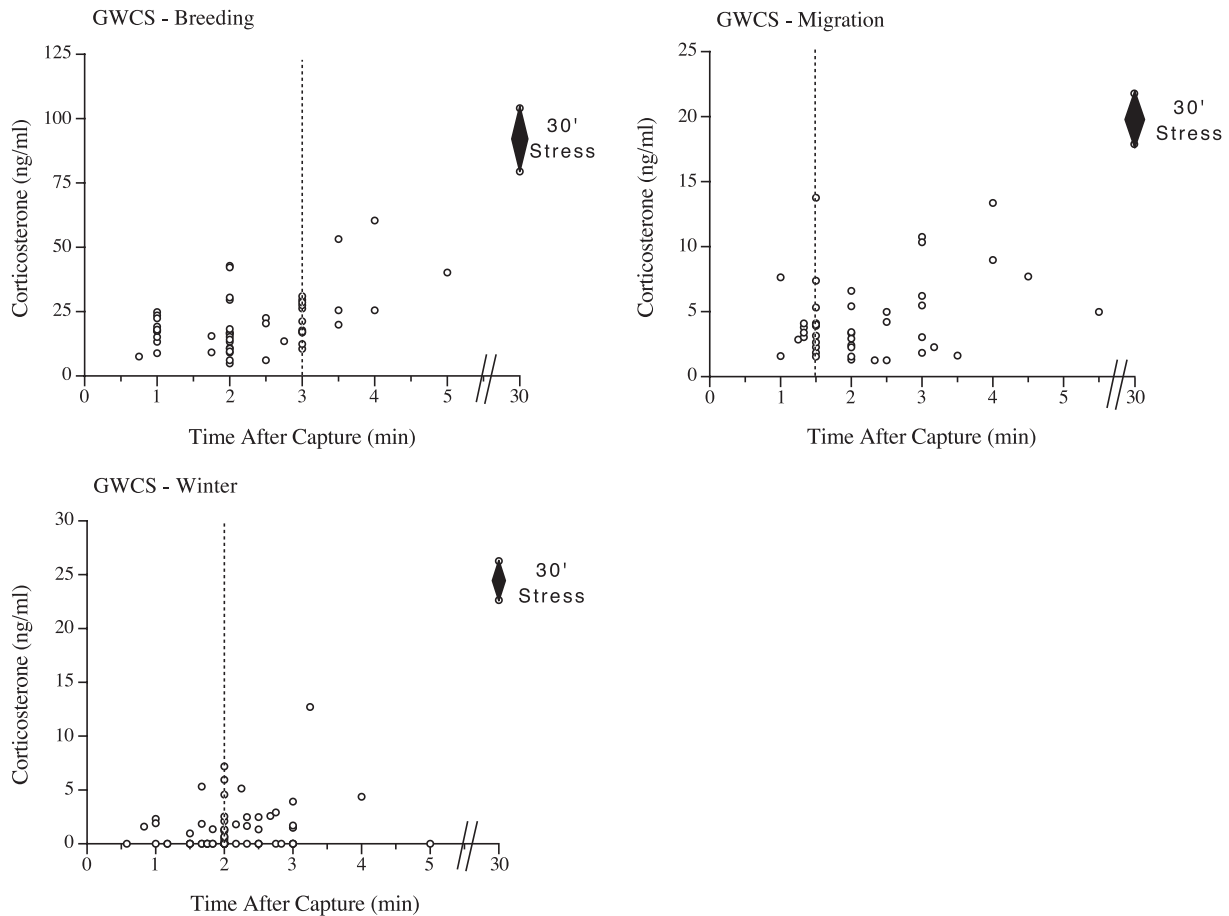 GWCS - Breeding
125
100
75
50
25
0
Corticosterone (ng/ml)
30'
Stress
0 1 2 3 4 5 30
Time After Capture (min)
GWCS - Migration
25
20
15
10
5
0
Corticosterone (ng/ml)
30'
Stress
0 1 2 3 4 5 30
Time After Capture (min)
GWCS - Winter
30
25
20
15
10
5
0
Corticosterone (ng/ml)
30'
Stress
0 1 2 3 4 5 30
Time After Capture (min)